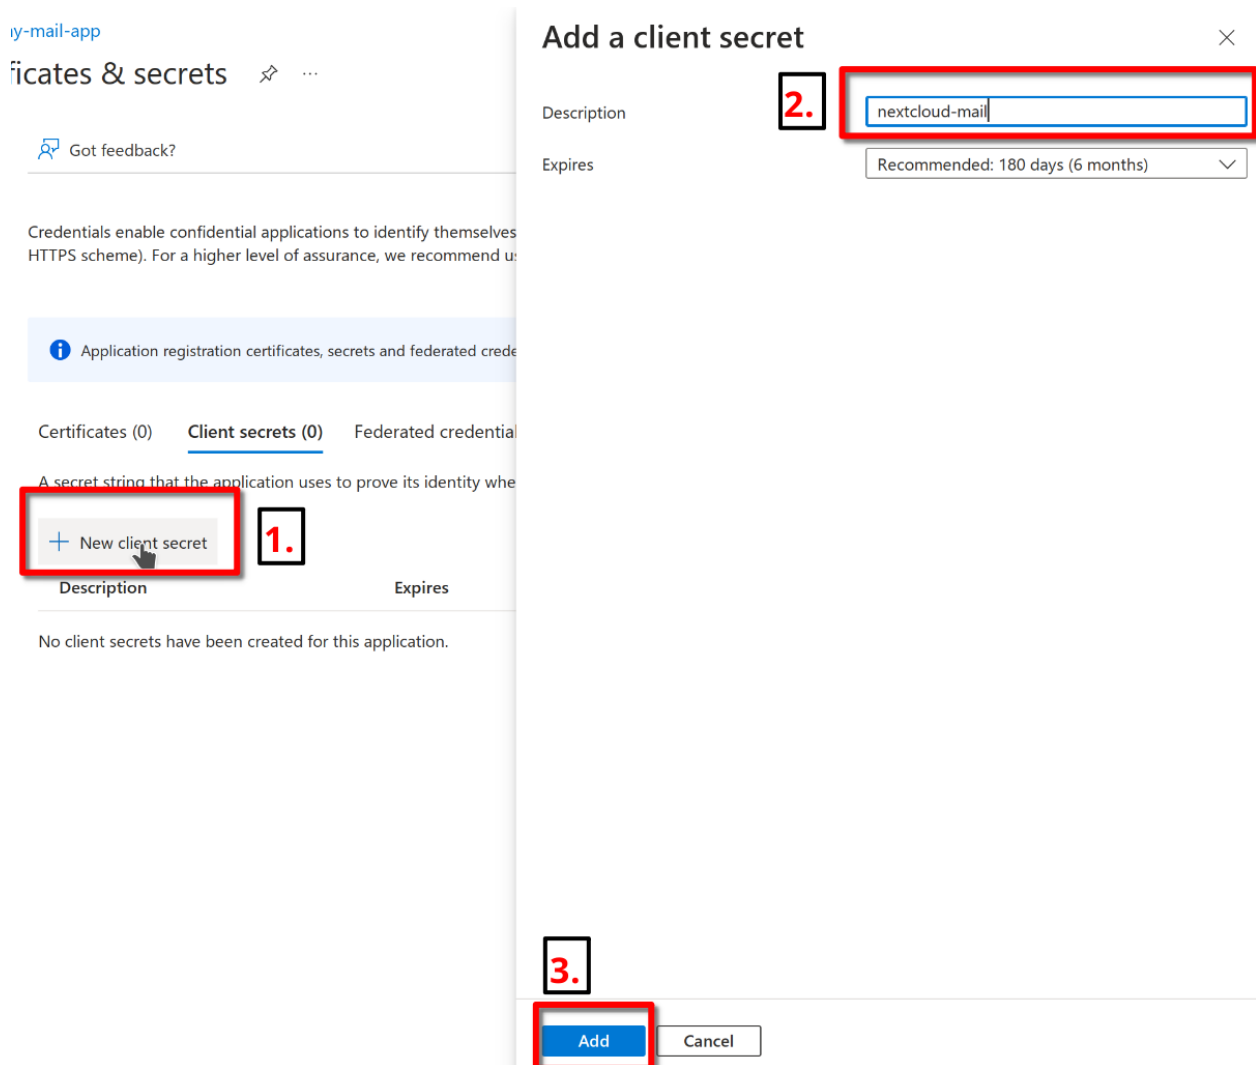 y-mail-app
ficates & secrets
...
Got feedback?
Credentials enable confidential applications to identify themselves
HTTPS scheme). For a higher level of assurance, we recommend u
Application registration certificates, secrets and federated crede
Certificates (0) Client secrets (0) Federated credential
A secret string that the application uses to prove its identity whe
New client secret
1.
Description Expires
No client secrets have been created for this application.
Add a client secret
Description
2.
nextcloud-mail
Expires
Recommended: 180 days (6 months)
3.
Add Cancel